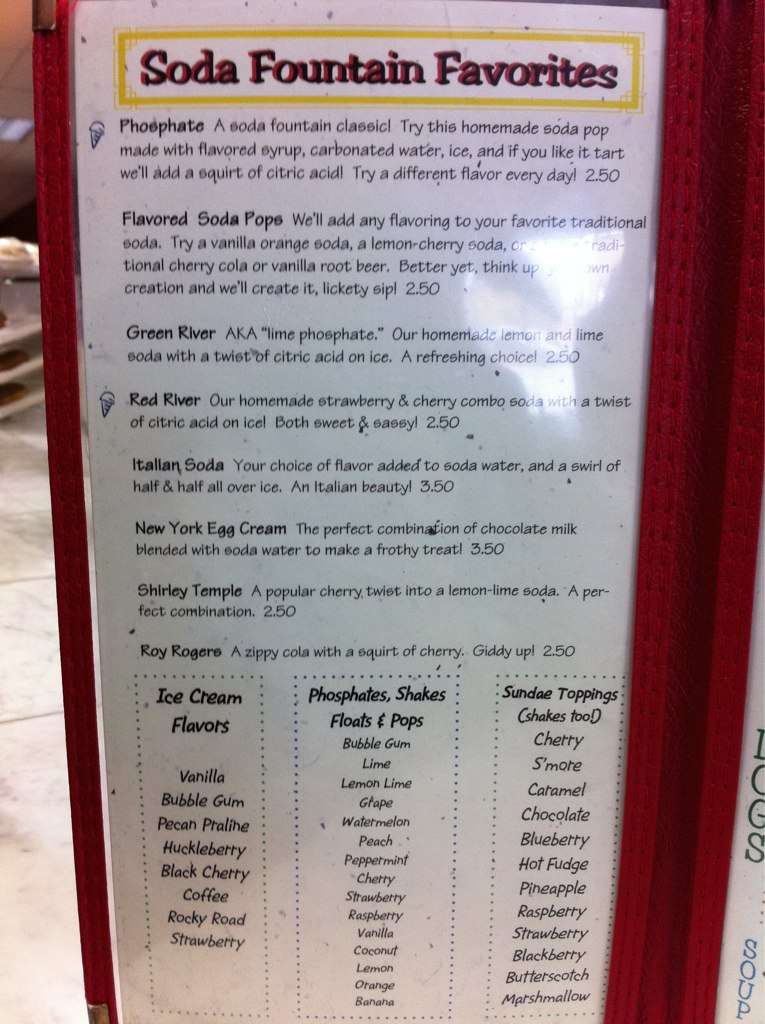 Soda Fountain Favorites
Phosphate A soda fountain classic! Try this homemade soda pop
made with flavored syrup, carbonated water, ice, and if you like it tart
we'll add a squirt of citric acid! Try a different flavor every day! 2.50
Flavored Soda Pops We'll add any flavoring to your favorite traditional
soda. Try a vanilla orange soda, a lemon-cherry soda, or radi-
tional cherry cola or vanilla root beer. Better yet, think up own
creation and we'll create it, lickety sip! 2.50
Green River AKA "lime phosphate." Our homemade lemon and lime
soda with a twist of citric acid on ice. A refreshing choice! 2.50
Red River Our homemade strawberry & cherry combo soda with a twist
of citric acid on ice! Both sweet & sassy! 2.50
Italian Soda Your choice of flavor added to soda water, and a swirl of
half & half all over ice. An Italian beauty! 3.50
New York Egg Cream The perfect combination of chocolate milk
blended with soda water to make a frothy treat! 3.50
Shirley Temple A popular cherry twist into a lemon-lime soda. A per-
fect combination. 2.50
Roy Rogers A zippy cola with a squirt of cherry. Giddy up! 2.50
Ice Cream
Flavors
Vanilla
Bubble Gum
Pecan Praline
Huckleberry
Black Cherry
Coffee
Rocky Road
Strawberry
Phosphates, Shakes
Floats & Pops
Bubble Gum
Lime
Lemon Lime
Grape
Watermelon
Peach
Peppermint
Cherry
Strawberry
Raspberry
Vanilla
Coconut
Lemon
Orange
Banana
Sundae Toppings
(shakes too!)
Cherry
S'more
Caramel
Chocolate
Blueberry
Hot Fudge
Pineapple
Raspberry
Strawberry
Blackberry
Butterscotch
Marshmallow
SOUP